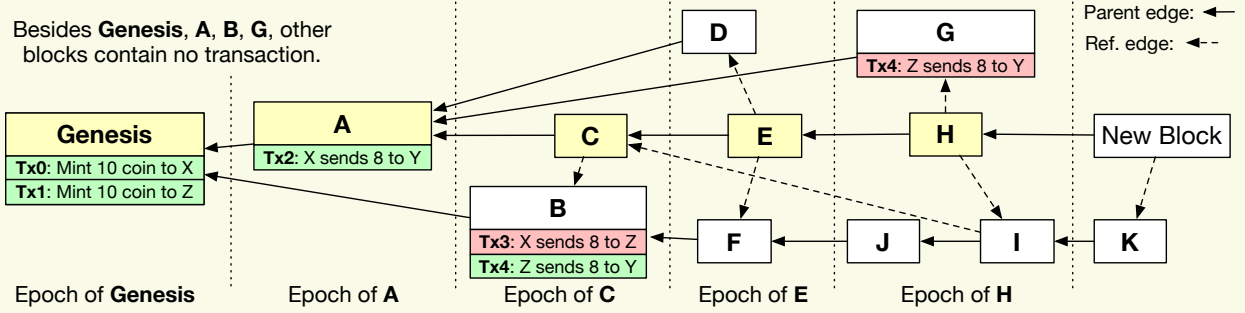 Besides Genesis, A, B, G, other
blocks contain no transaction.
Parent edge:
Ref. edge:
D
G
Tx4: Z sends 8 to Y
Genesis
Tx0: Mint 10 coin to X
Tx1: Mint 10 coin to Z
A
Tx2: X sends 8 to Y
C
E
H
New Block
B
Tx3: X sends 8 to Z
Tx4: Z sends 8 to Y
F
J
I
K
Epoch of Genesis
Epoch of A
Epoch of C
Epoch of E
Epoch of H